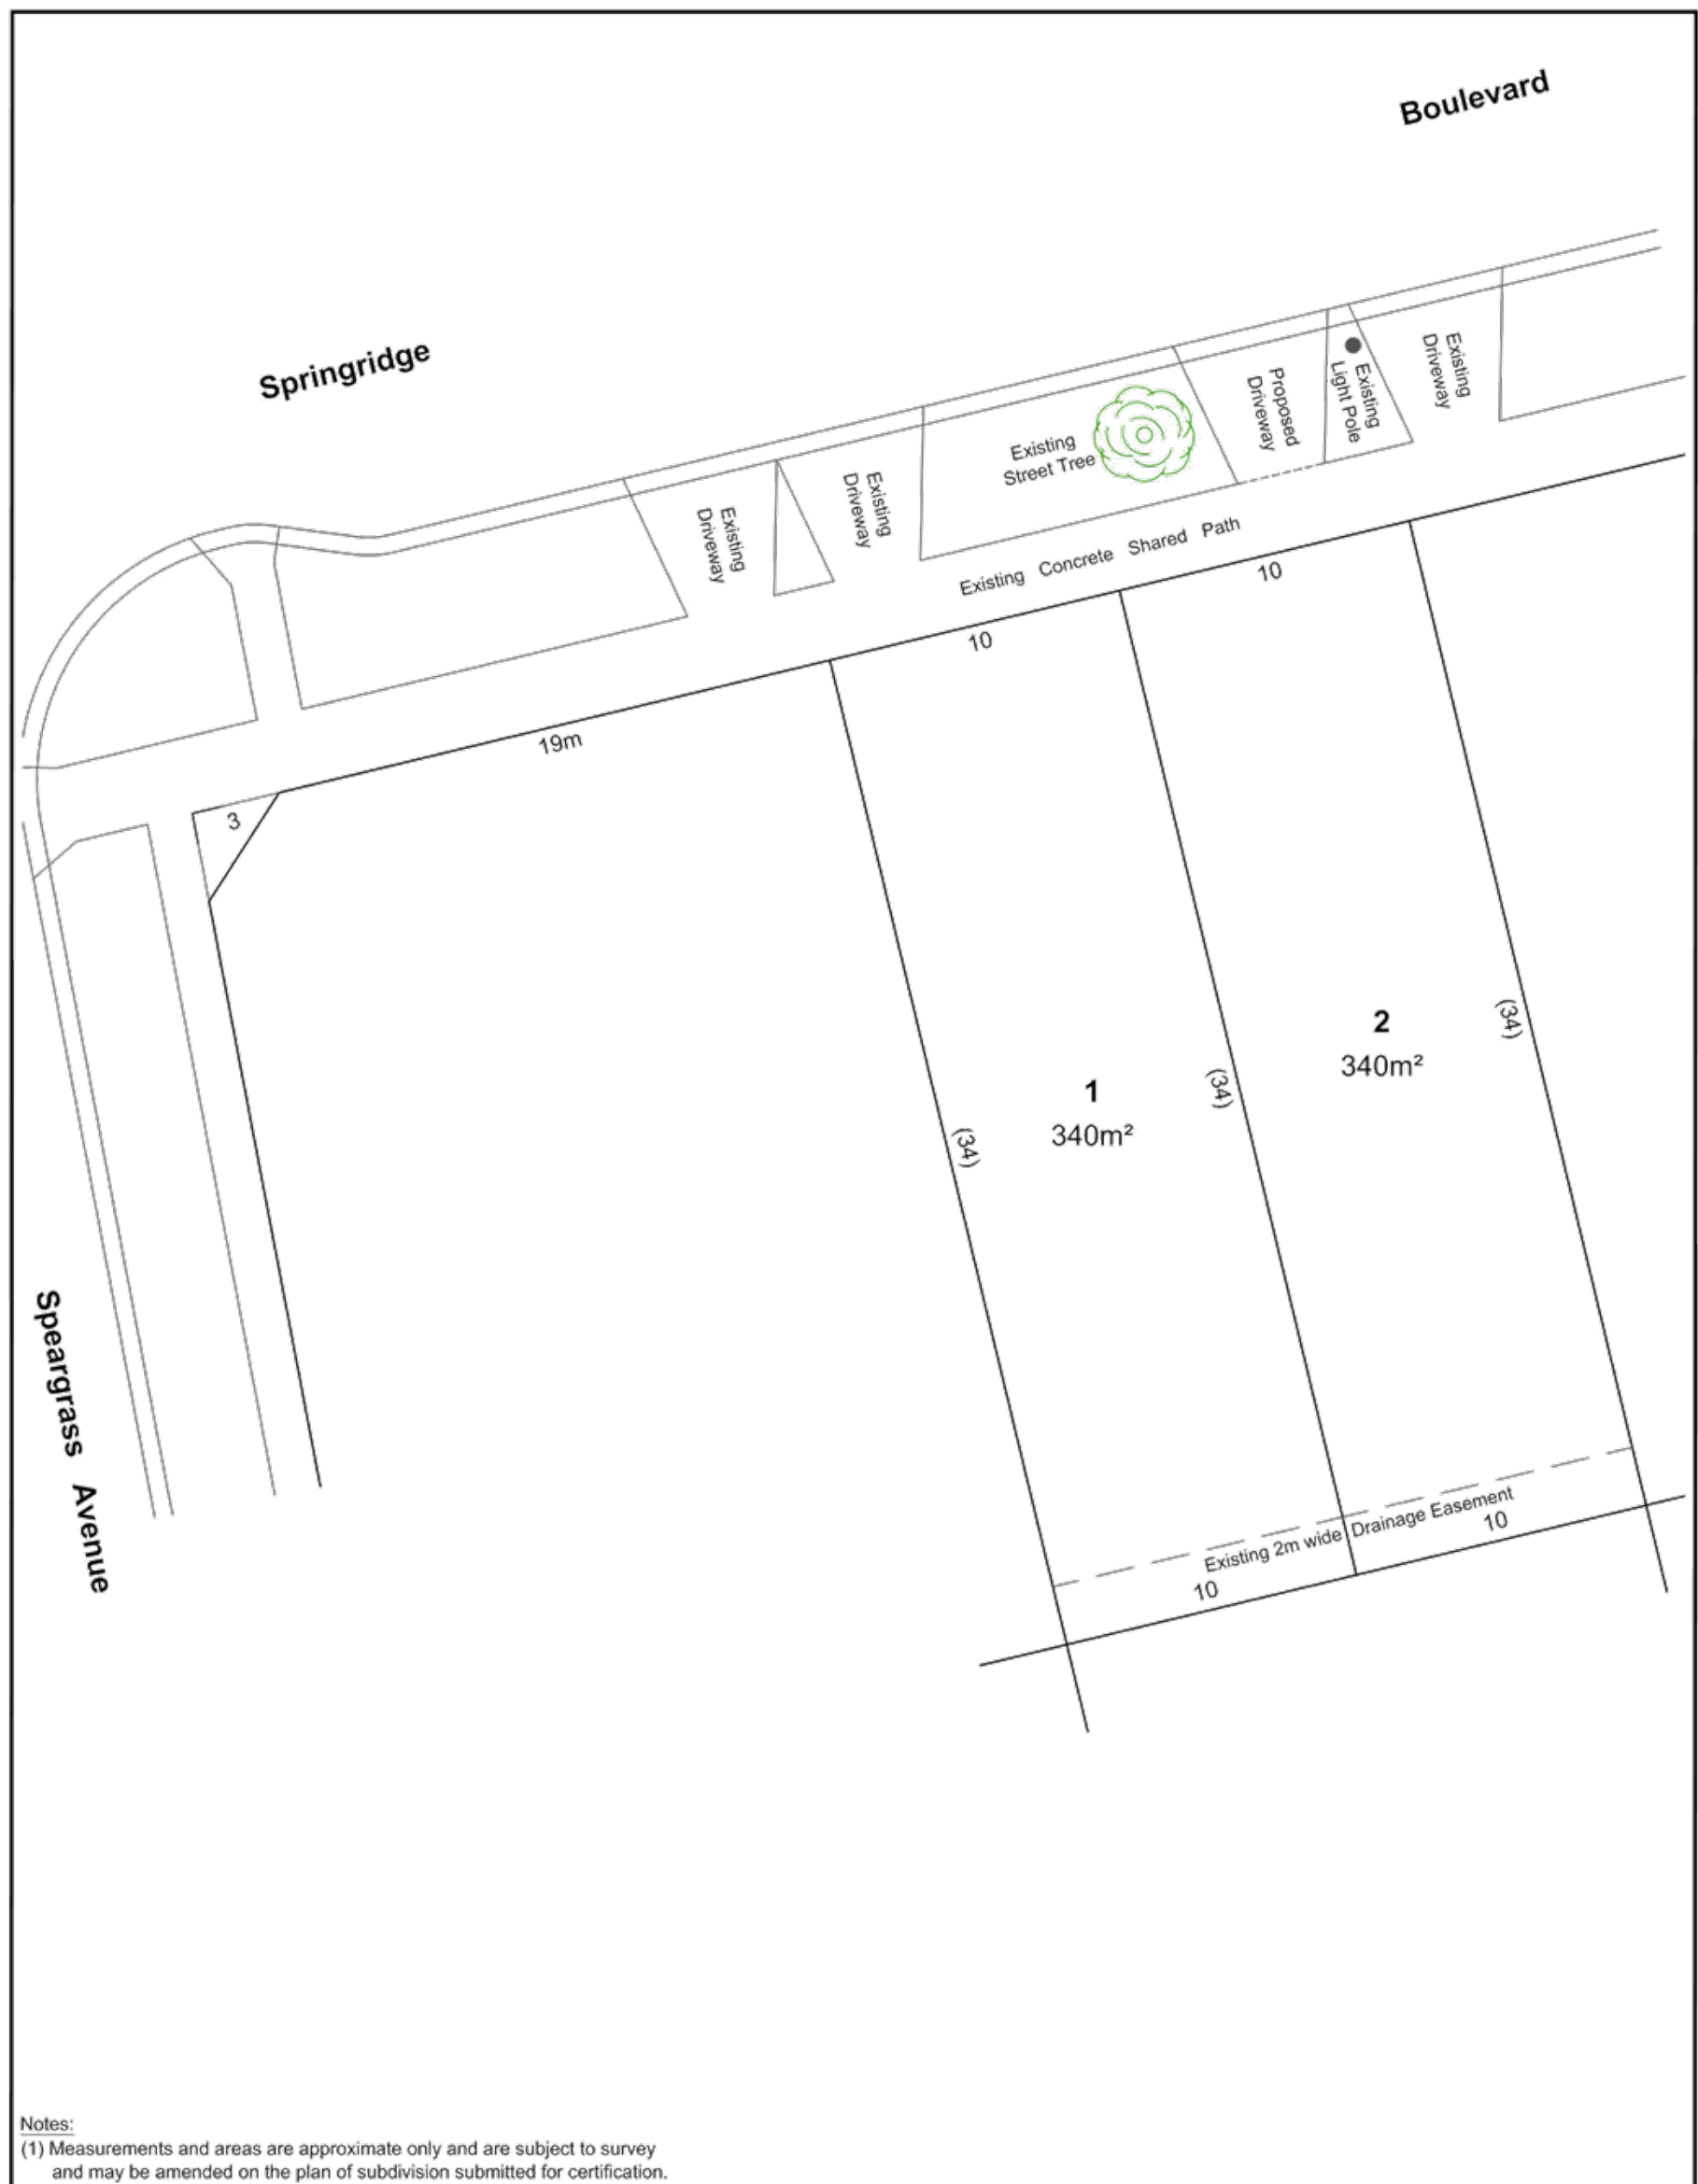 Boulevard
Springridge
Existing
Driveway
Existing
Light Pole
Proposed
Driveway
Existing
Street Tree
Existing
Driveway
Existing
Driveway
Existing Concrete Shared Path
10
10
19m
3
2
340m²
(34)
1
340m²
(34)
(34)
Speargrass Avenue
Existing 2m wide Drainage Easement
10
10
Notes:
(1) Measurements and areas are approximate only and are subject to survey
and may be amended on the plan of subdivision submitted for certification.